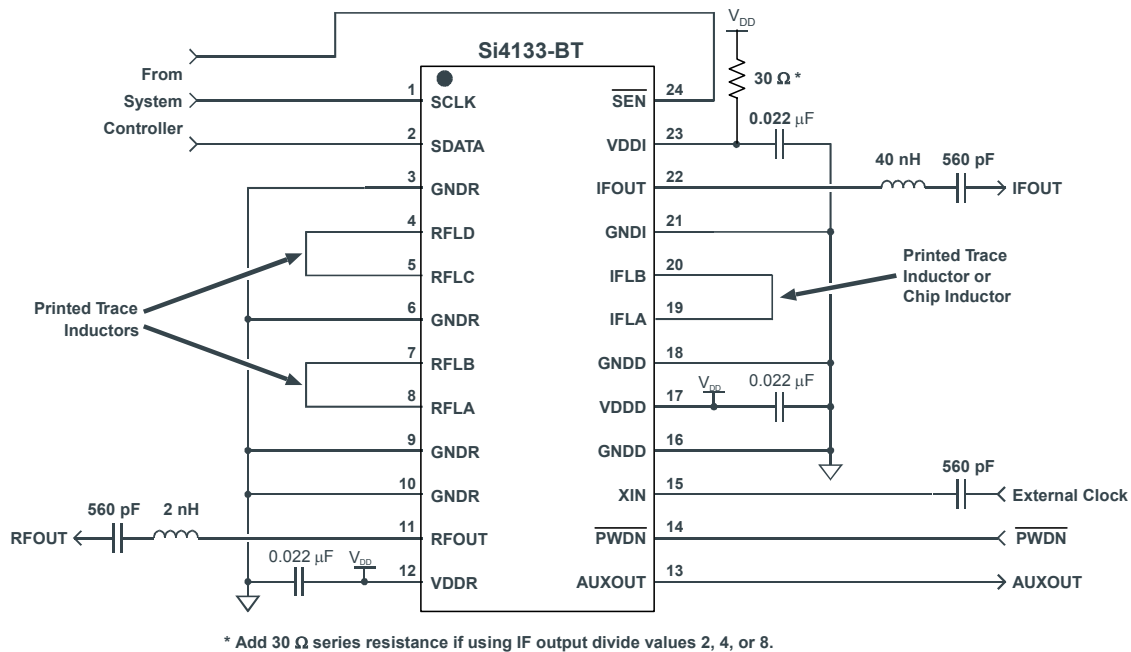 V_DD
Si4133-BT
From
System
Controller
30 Ω *
0.022 μF
1
SCLK
2
SDATA
3
GNDR
4
RFLD
5
RFLC
6
GNDR
7
RFLB
8
RFLA
9
GNDR
10
GNDR
11
RFOUT
12
VDDR
24
SEN
23
VDDI
22
IFOUT
21
GNDI
20
IFLB
19
IFLA
18
GNDD
17
VDDD
16
GNDD
15
XIN
14
PWDN
13
AUXOUT
40 nH
560 pF
IFOUT
Printed Trace
Inductor or
Chip Inductor
Printed Trace
Inductors
V_DD
0.022 μF
560 pF
External Clock
PWDN
AUXOUT
560 pF
2 nH
RFOUT
0.022 μF
V_DD
* Add 30 Ω series resistance if using IF output divide values 2, 4, or 8.